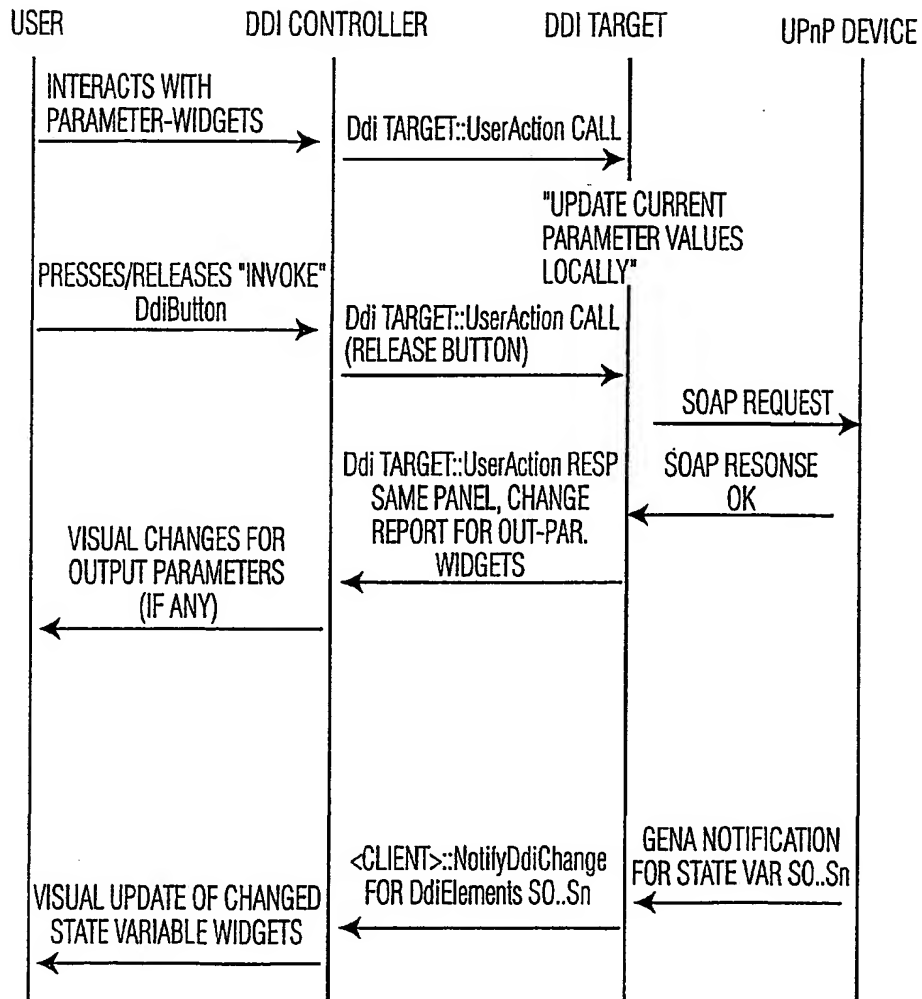 USER
DDI CONTROLLER
DDI TARGET
UPnP DEVICE
INTERACTS WITH
PARAMETER-WIDGETS
Ddi TARGET::UserAction CALL
"UPDATE CURRENT
PARAMETER VALUES
LOCALLY"
PRESSES/RELEASES "INVOKE"
DdiButton
Ddi TARGET::UserAction CALL
(RELEASE BUTTON)
SOAP REQUEST
Ddi TARGET::UserAction RESP
SAME PANEL, CHANGE
REPORT FOR OUT-PAR.
WIDGETS
SOAP RESONSE
OK
VISUAL CHANGES FOR
OUTPUT PARAMETERS
(IF ANY)
GENA NOTIFICATION
FOR STATE VAR SO..Sn
<CLIENT>::NotifyDdiChange
FOR DdiElements SO..Sn
VISUAL UPDATE OF CHANGED
STATE VARIABLE WIDGETS